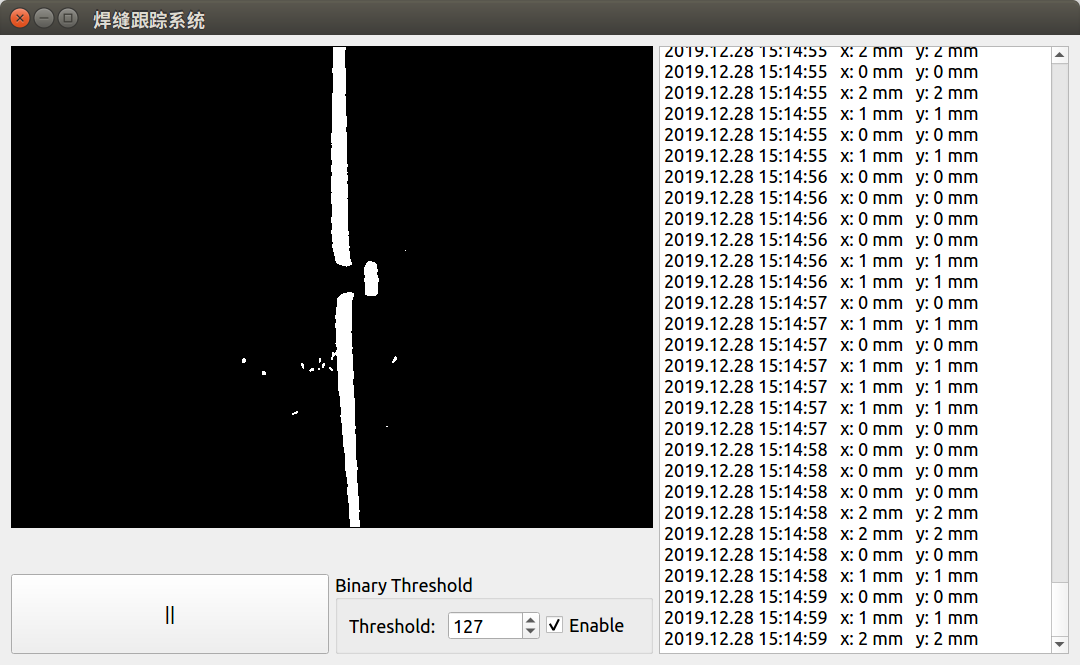 焊缝跟踪系统
2019.12.28 15:14:55 x: 2 mm y: 2 mm
2019.12.28 15:14:55 x: 0 mm y: 0 mm
2019.12.28 15:14:55 x: 2 mm y: 2 mm
2019.12.28 15:14:55 x: 1 mm y: 1 mm
2019.12.28 15:14:55 x: 0 mm y: 0 mm
2019.12.28 15:14:55 x: 1 mm y: 1 mm
2019.12.28 15:14:56 x: 0 mm y: 0 mm
2019.12.28 15:14:56 x: 0 mm y: 0 mm
2019.12.28 15:14:56 x: 0 mm y: 0 mm
2019.12.28 15:14:56 x: 0 mm y: 0 mm
2019.12.28 15:14:56 x: 1 mm y: 1 mm
2019.12.28 15:14:56 x: 1 mm y: 1 mm
2019.12.28 15:14:57 x: 0 mm y: 0 mm
2019.12.28 15:14:57 x: 1 mm y: 1 mm
2019.12.28 15:14:57 x: 0 mm y: 0 mm
2019.12.28 15:14:57 x: 1 mm y: 1 mm
2019.12.28 15:14:57 x: 1 mm y: 1 mm
2019.12.28 15:14:57 x: 1 mm y: 1 mm
2019.12.28 15:14:57 x: 0 mm y: 0 mm
2019.12.28 15:14:58 x: 0 mm y: 0 mm
2019.12.28 15:14:58 x: 0 mm y: 0 mm
2019.12.28 15:14:58 x: 0 mm y: 0 mm
2019.12.28 15:14:58 x: 2 mm y: 2 mm
2019.12.28 15:14:58 x: 2 mm y: 2 mm
2019.12.28 15:14:58 x: 0 mm y: 0 mm
2019.12.28 15:14:58 x: 1 mm y: 1 mm
2019.12.28 15:14:59 x: 0 mm y: 0 mm
2019.12.28 15:14:59 x: 1 mm y: 1 mm
2019.12.28 15:14:59 x: 2 mm y: 2 mm
||
Binary Threshold
Threshold: 127 Enable